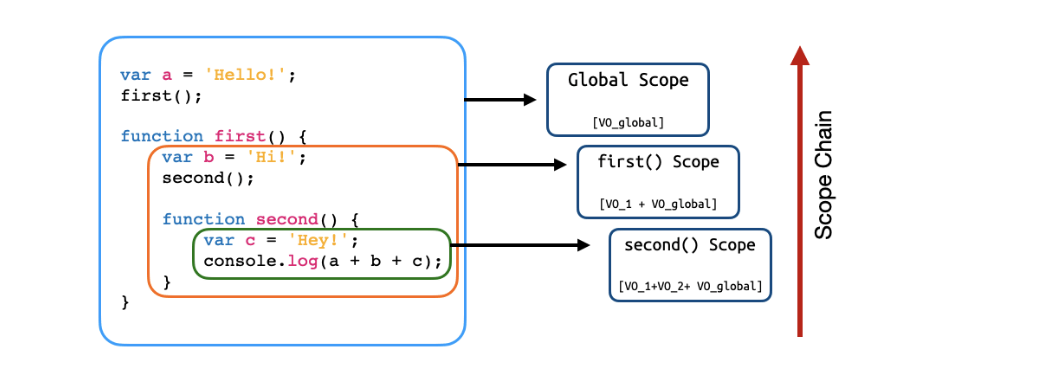 var a = 'Hello!';
first();
function first() {
var b = 'Hi!';
second();
function second() {
var c = 'Hey!';
console.log(a + b + c);
}
}
Global Scope
[VO_global]
first() Scope
[VO_1 + VO_global]
second() Scope
[VO_1+VO_2+ VO_global]
Scope Chain